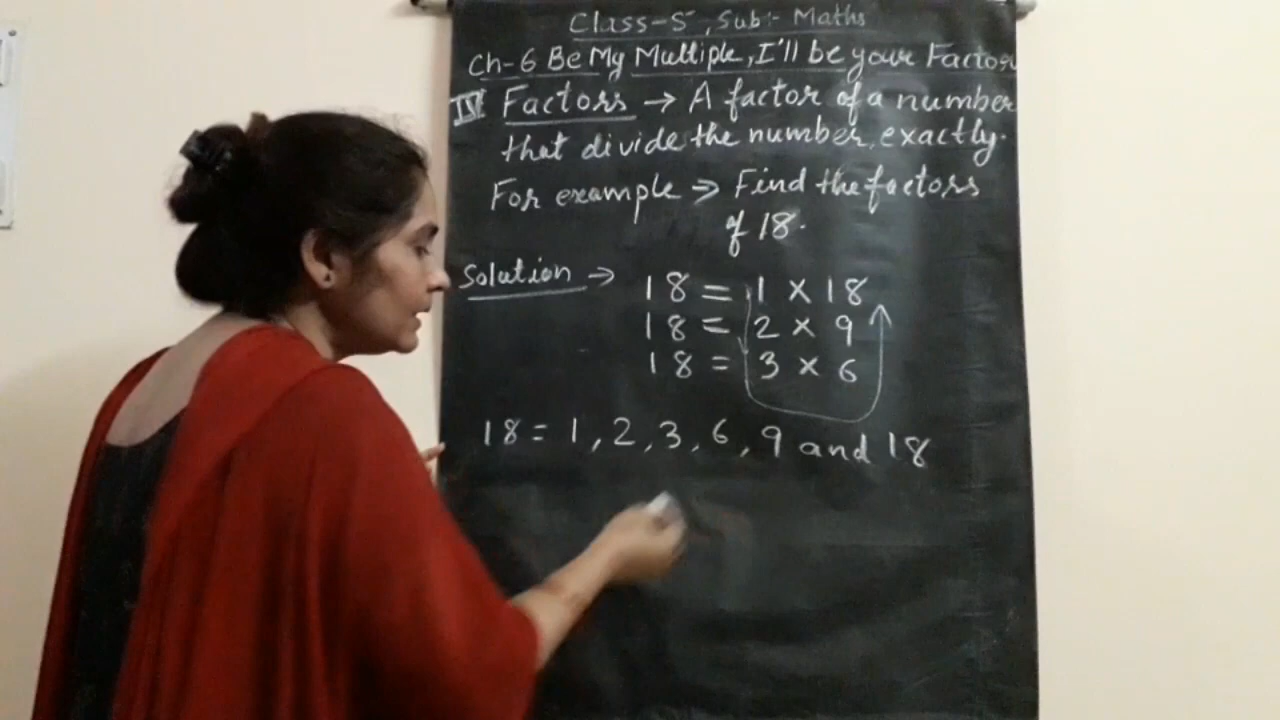 Class-5, Sub:- Maths
Ch-6 Be My Multiple, I'll be your Factor
IV Factors → A factor of a number
that divide the number, exactly.
For example → Find the factors
of 18.
Solution → 18 = 1 × 18
18 = 2 × 9
18 = 3 × 6
18 = 1, 2, 3, 6, 9 and 18